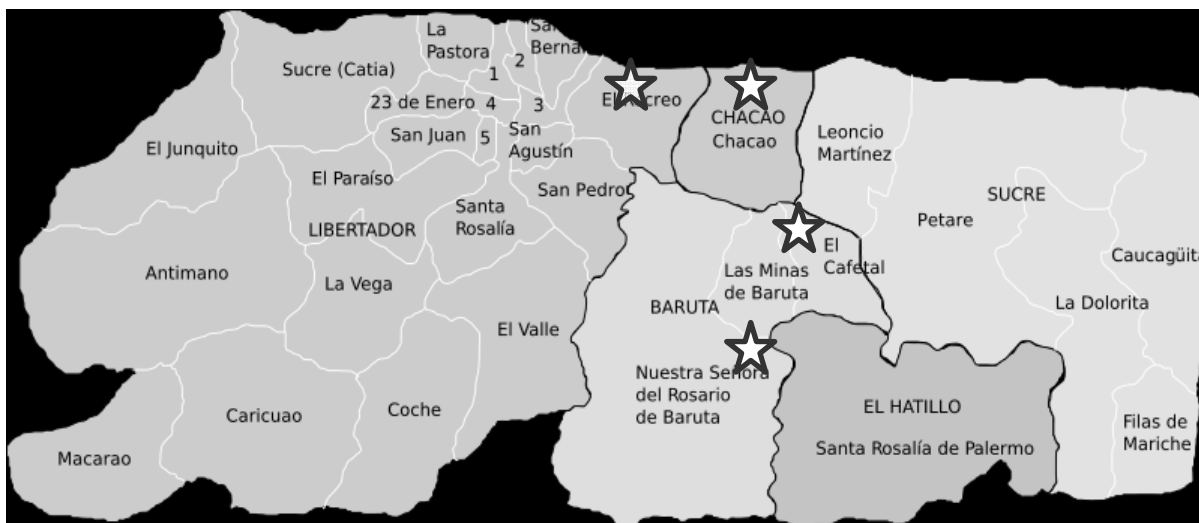 La
Pastora
San
Sucre (Catia)
2
1
23 de Enero
4
3
El Junquito
San Juan
5
San
Agustín
CHACAO
Chacao
Leoncio
Martínez
El Paraíso
San Pedro
SUCRE
Santa
Rosalía
Petare
LIBERTADOR
El
Cafetal
Antimano
La Vega
Las Minas
de Baruta
La Dolorita
BARUTA
El Valle
Nuestra Señora
del Rosario
de Baruta
Caricuao
Coche
EL HATILLO
Filas de
Mariche
Santa Rosalía de Palermo
Macarao